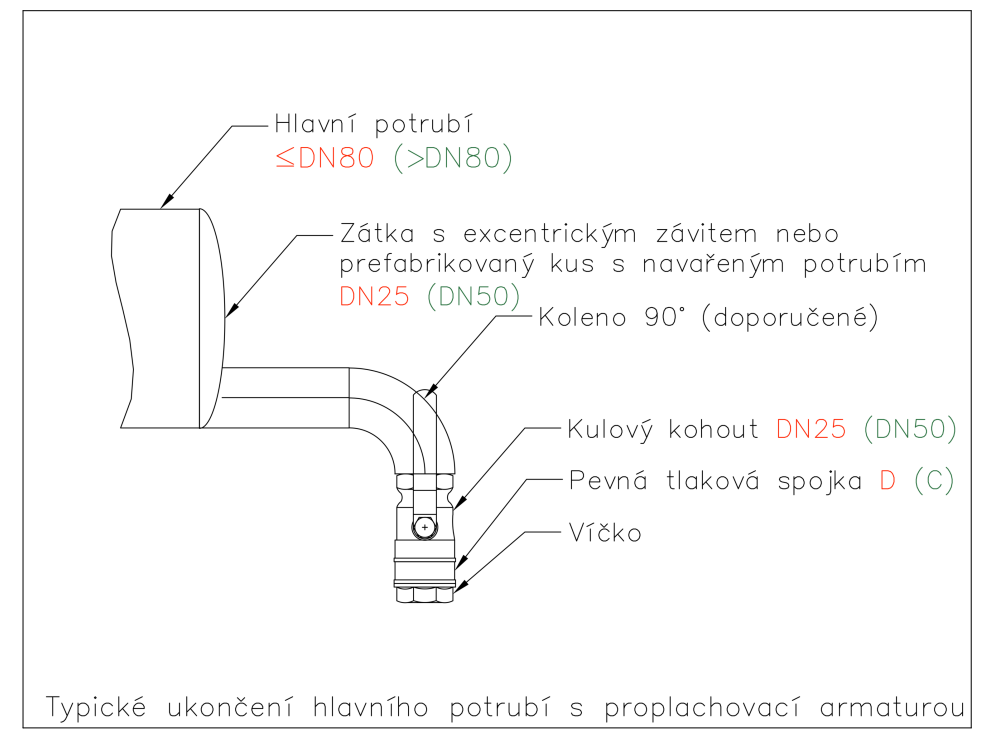 Hlavní potrubí
≤DN80 (>DN80)
Zátka s excentrickým závitem nebo
prefabrikovaný kus s navařeným potrubím
DN25 (DN50)
Koleno 90° (doporučené)
Kulový kohout DN25 (DN50)
Pevná tlaková spojka D (C)
Víčko
Typické ukončení hlavního potrubí s proplachovací armaturou